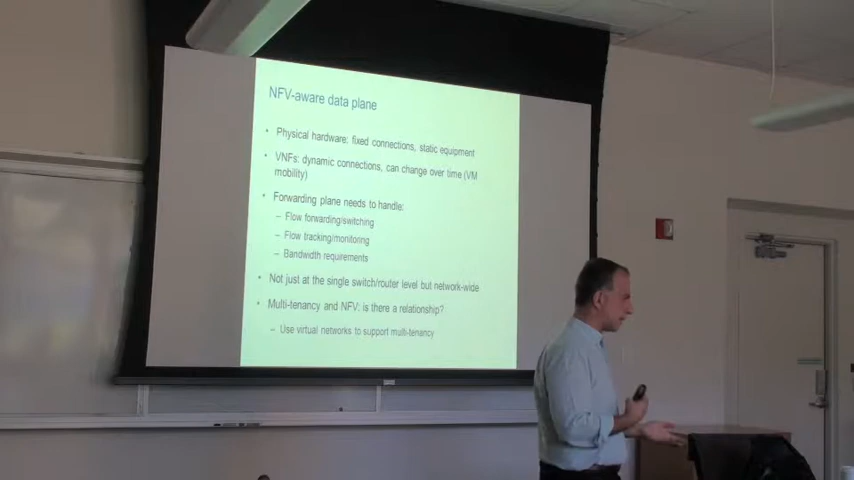 NFV-aware data plane
• Physical hardware: fixed connections, static equipment
• VNFs: dynamic connections, can change over time (VM
mobility)
• Forwarding plane needs to handle:
– Flow forwarding/switching
– Flow tracking/monitoring
– Bandwidth requirements
• Not just at the single switch/router level but network-wide
• Multi-tenancy and NFV: is there a relationship?
– Use virtual networks to support multi-tenancy